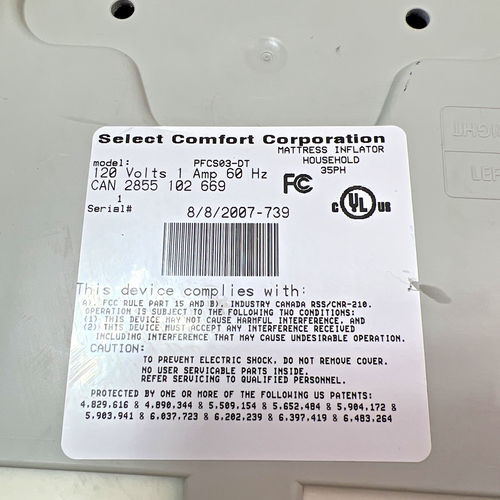 Select Comfort Corporation
MATTRESS INFLATOR
model: PFCS03-DT HOUSEHOLD
120 Volts 1 Amp 60 Hz 35PH
CAN 2855 102 669 FC
1 c UL us
Serial# 8/8/2007-739
This device complies with:
A). FCC RULE PART 15 AND B). INDUSTRY CANADA RSS/CNR-210.
OPERATION IS SUBJECT TO THE FOLLOWING TWO CONDITIONS:
(1) THIS DEVICE MAY NOT CAUSE HARMFUL INTERFERENCE, AND
(2) THIS DEVICE MUST ACCEPT ANY INTERFERENCE RECEIVED
INCLUDING INTERFERENCE THAT MAY CAUSE UNDESIRABLE OPERATION.
CAUTION:
TO PREVENT ELECTRIC SHOCK, DO NOT REMOVE COVER.
NO USER SERVICABLE PARTS INSIDE.
REFER SERVICING TO QUALIFIED PERSONNEL.
PROTECTED BY ONE OR MORE OF THE FOLLOWING US PATENTS:
4.829.616 & 4.890.344 & 5.509.154 & 5.652.484 & 5.904.172 &
5.903.941 & 6.037.723 & 6.202.239 & 6.397.419 & 6.483.264